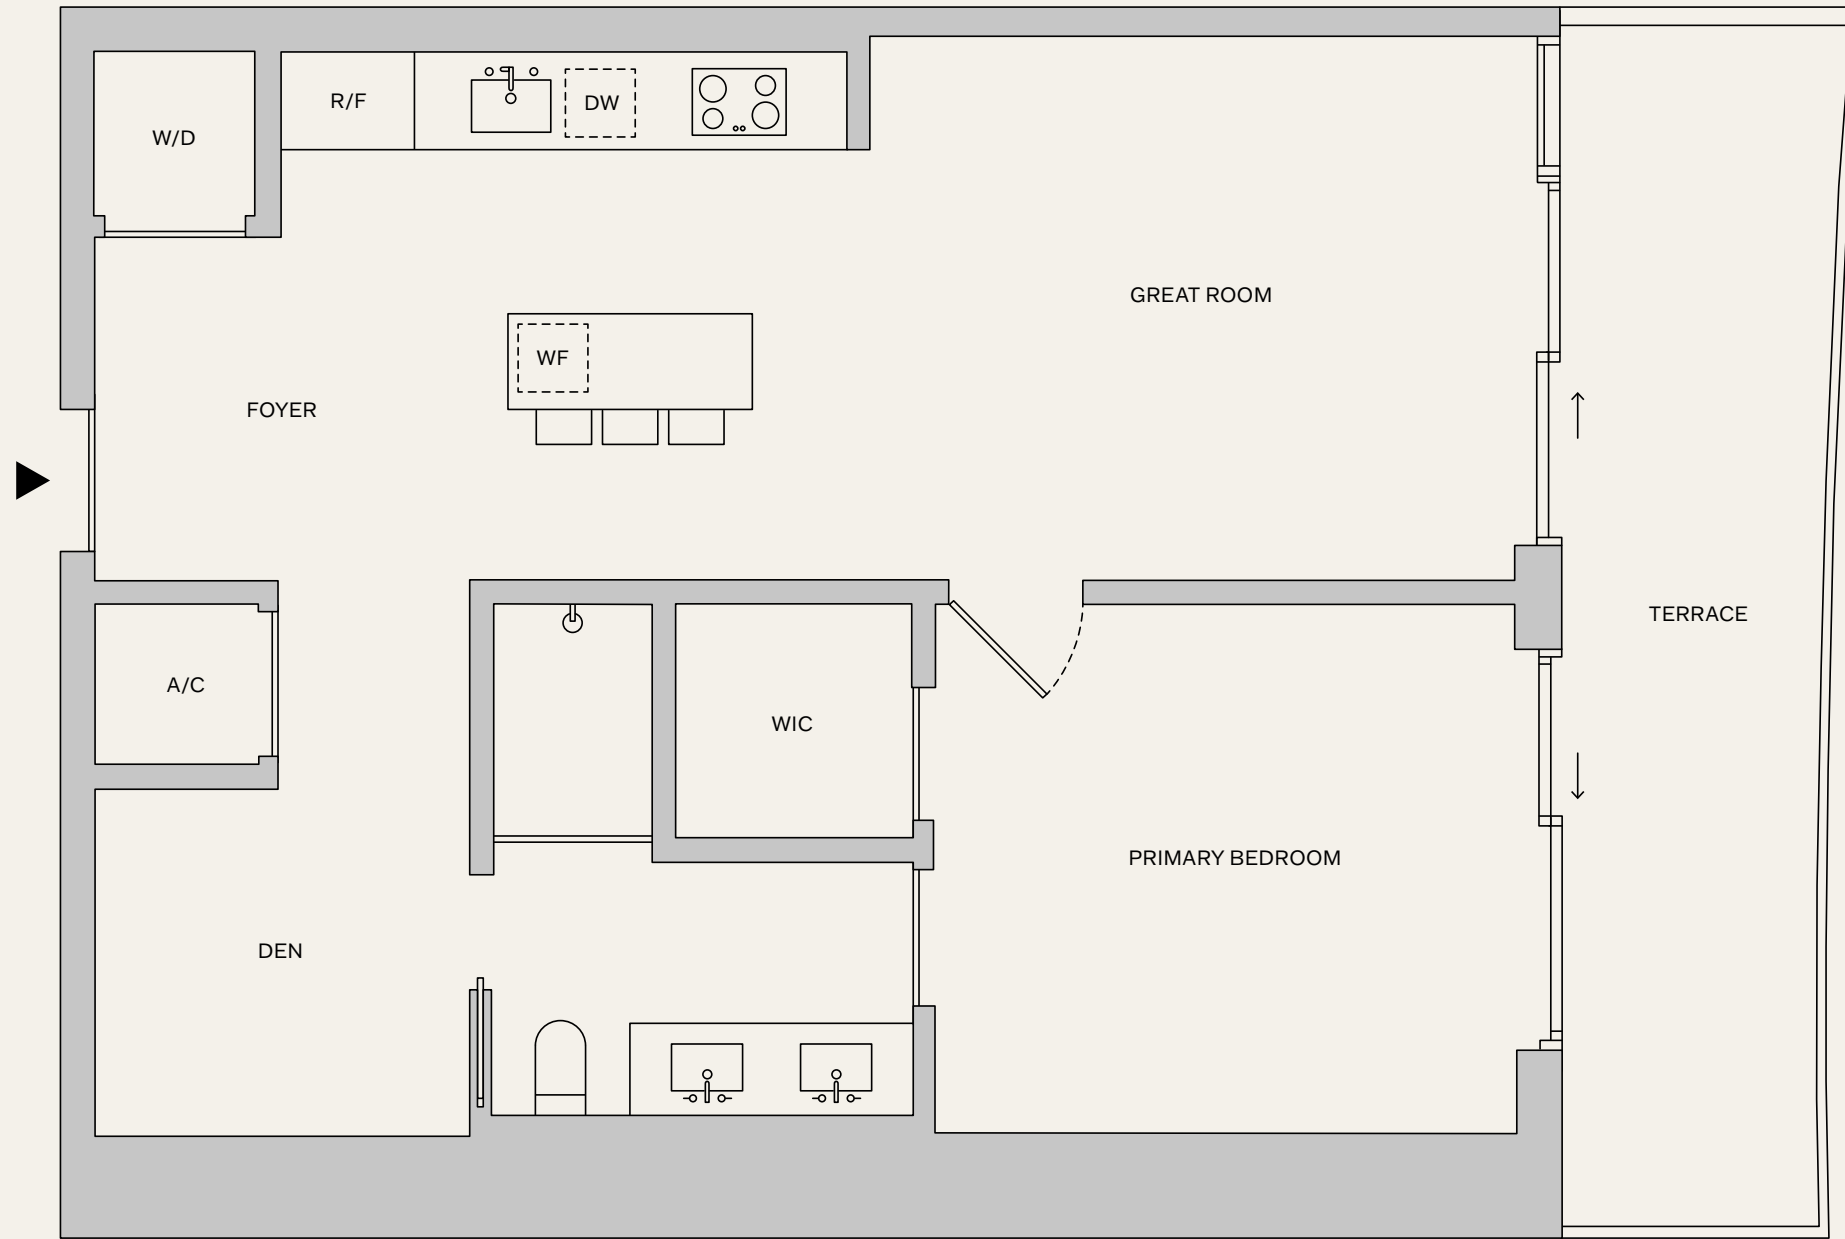 R/F
DW
W/D
GREAT ROOM
WF
FOYER
TERRACE
A/C
WIC
PRIMARY BEDROOM
DEN